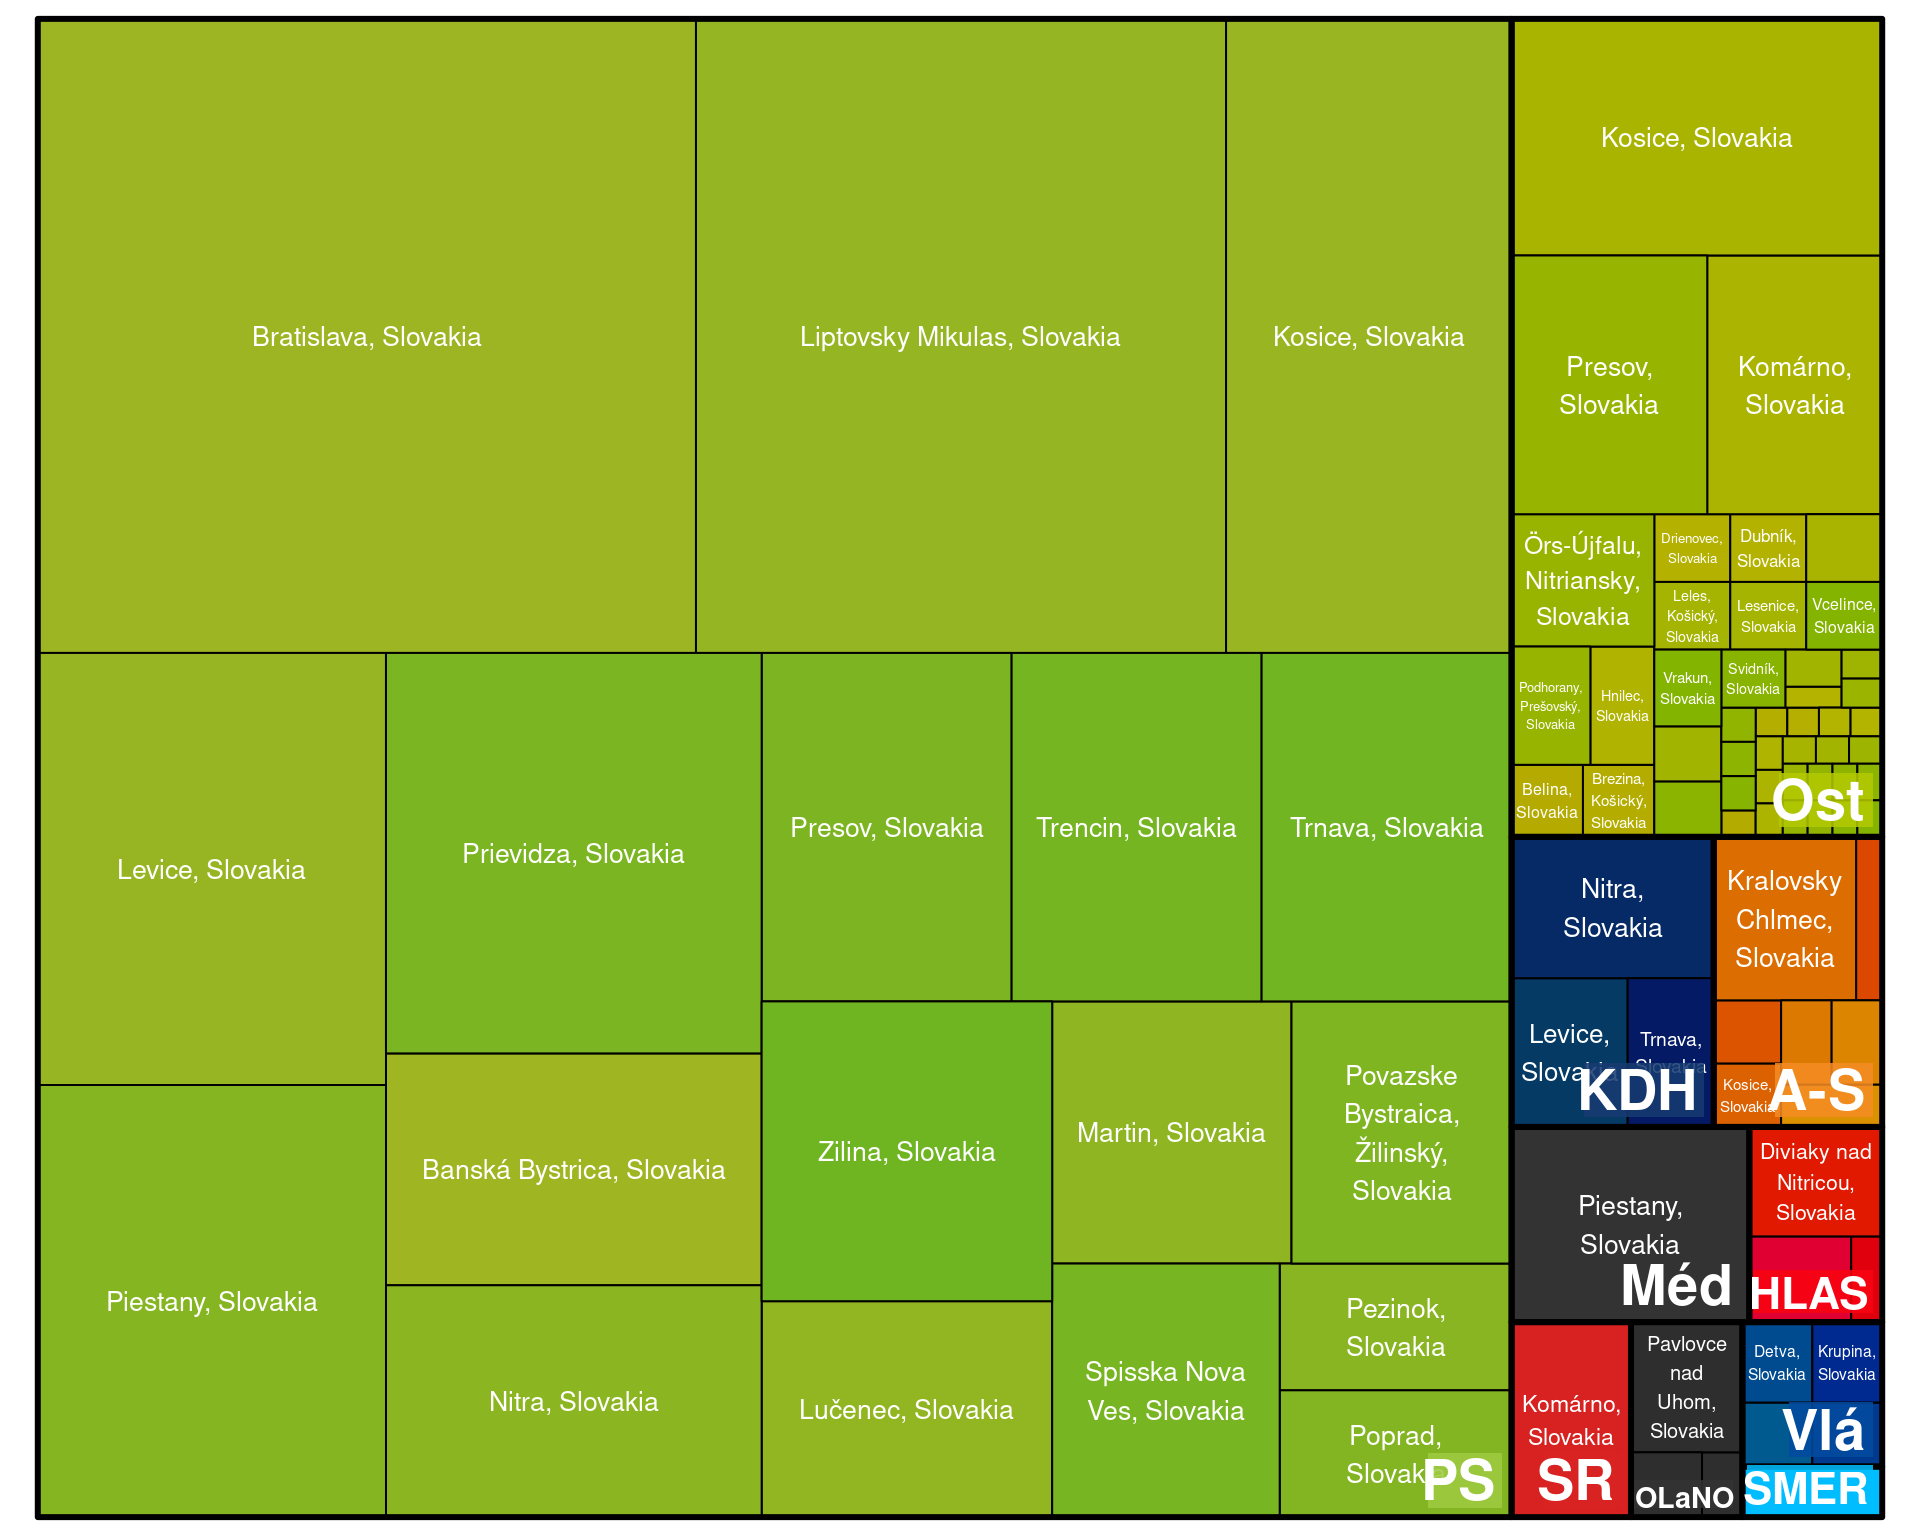 Bratislava, Slovakia
Liptovsky Mikulas, Slovakia
Kosice, Slovakia
Levice, Slovakia
Piestany, Slovakia
Prievidza, Slovakia
Banská Bystrica, Slovakia
Nitra, Slovakia
Presov, Slovakia
Trencin, Slovakia
Trnava, Slovakia
Zilina, Slovakia
Lučenec, Slovakia
Martin, Slovakia
Povazske
Bystraica,
Žilinský,
Slovakia
Spisska Nova
Ves, Slovakia
Pezinok,
Slovakia
Poprad,
Slovakia
PS
Kosice, Slovakia
Presov,
Slovakia
Komárno,
Slovakia
Örs-Újfalu,
Nitriansky,
Slovakia
Drienovec,
Slovakia
Dubník,
Slovakia
Leles,
Košický,
Slovakia
Lesenice,
Slovakia
Vcelince,
Slovakia
Podhorany,
Prešovský,
Slovakia
Hnilec,
Slovakia
Vrakun,
Slovakia
Svidník,
Slovakia
Belina,
Slovakia
Brezina,
Košický,
Slovakia
Ost
Nitra,
Slovakia
Levice,
Slovakia
Trnava,
Slovakia
KDH
Kralovsky
Chlmec,
Slovakia
Kosice,
Slovakia
A-S
Piestany,
Slovakia
Méd
Diviaky nad
Nitricou,
Slovakia
HLAS
Komárno,
Slovakia
SR
Pavlovce
nad
Uhom,
Slovakia
OLaNO
Detva,
Slovakia
Krupina,
Slovakia
Vlá
SMER